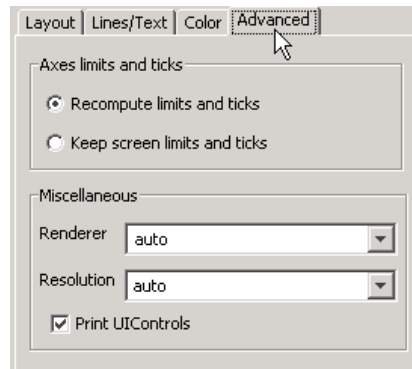 Layout Lines/Text Color Advanced
Axes limits and ticks
Recompute limits and ticks
Keep screen limits and ticks
Miscellaneous
Renderer auto
Resolution auto
Print UIControls